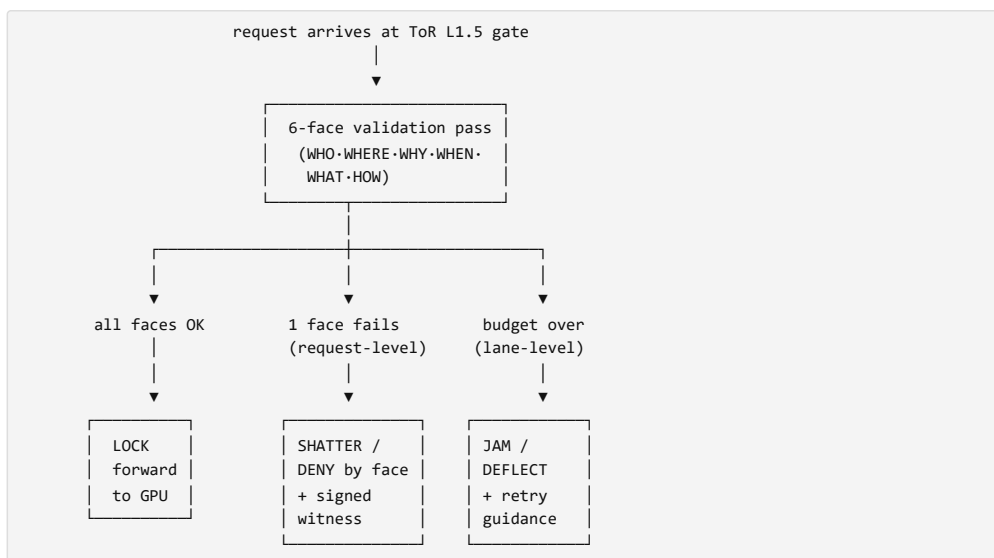 request arrives at ToR L1.5 gate
6-face validation pass
(WHO·WHERE·WHY·WHEN·
WHAT·HOW)
all faces OK 1 face fails budget over
(request-level) (lane-level)
LOCK SHATTER / JAM /
forward DENY by face DEFLECT
to GPU + signed + retry
witness guidance